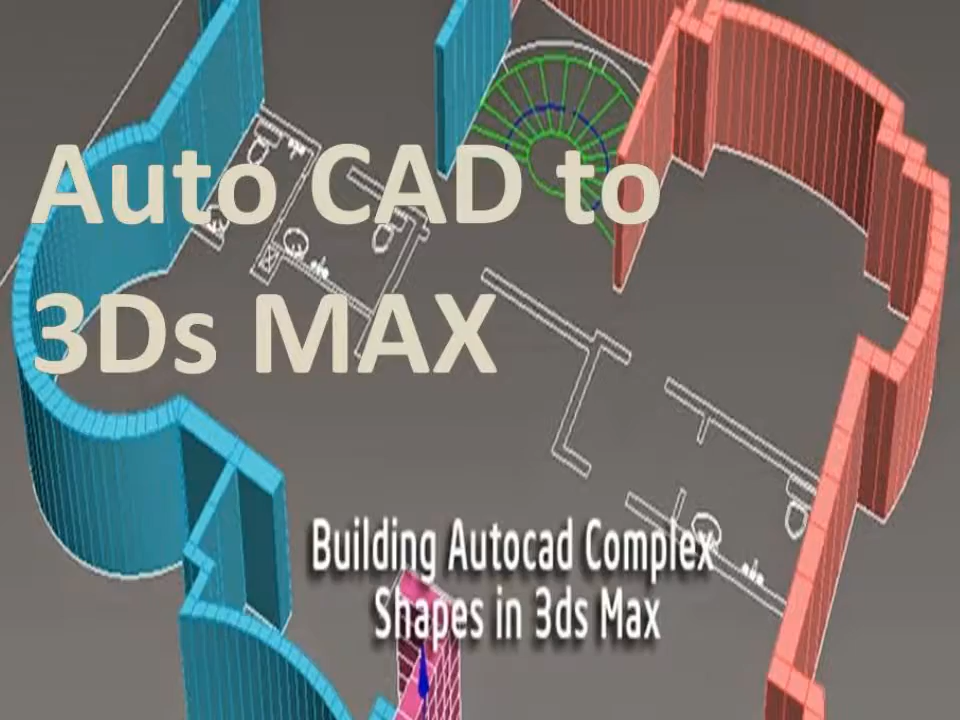 Auto CAD to
3Ds MAX
Building Autocad Complex
Shapes in 3ds Max